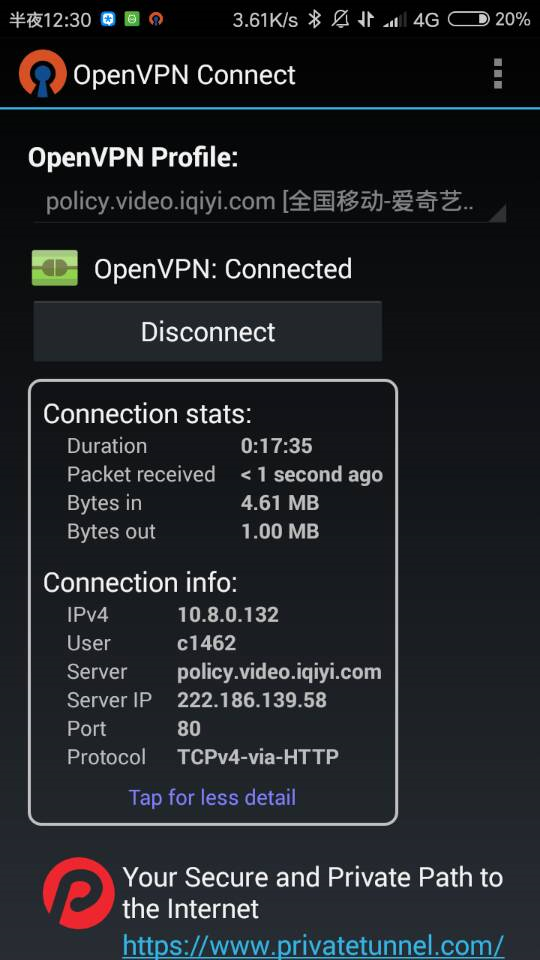 半夜12:30 3.61K/s 4G 20%
OpenVPN Connect
OpenVPN Profile:
policy.video.iqiyi.com [全国移动-爱奇艺..
OpenVPN: Connected
Disconnect
Connection stats:
Duration 0:17:35
Packet received < 1 second ago
Bytes in 4.61 MB
Bytes out 1.00 MB
Connection info:
IPv4 10.8.0.132
User c1462
Server policy.video.iqiyi.com
Server IP 222.186.139.58
Port 80
Protocol TCPv4-via-HTTP
Tap for less detail
Your Secure and Private Path to
the Internet
https://www.privatetunnel.com/